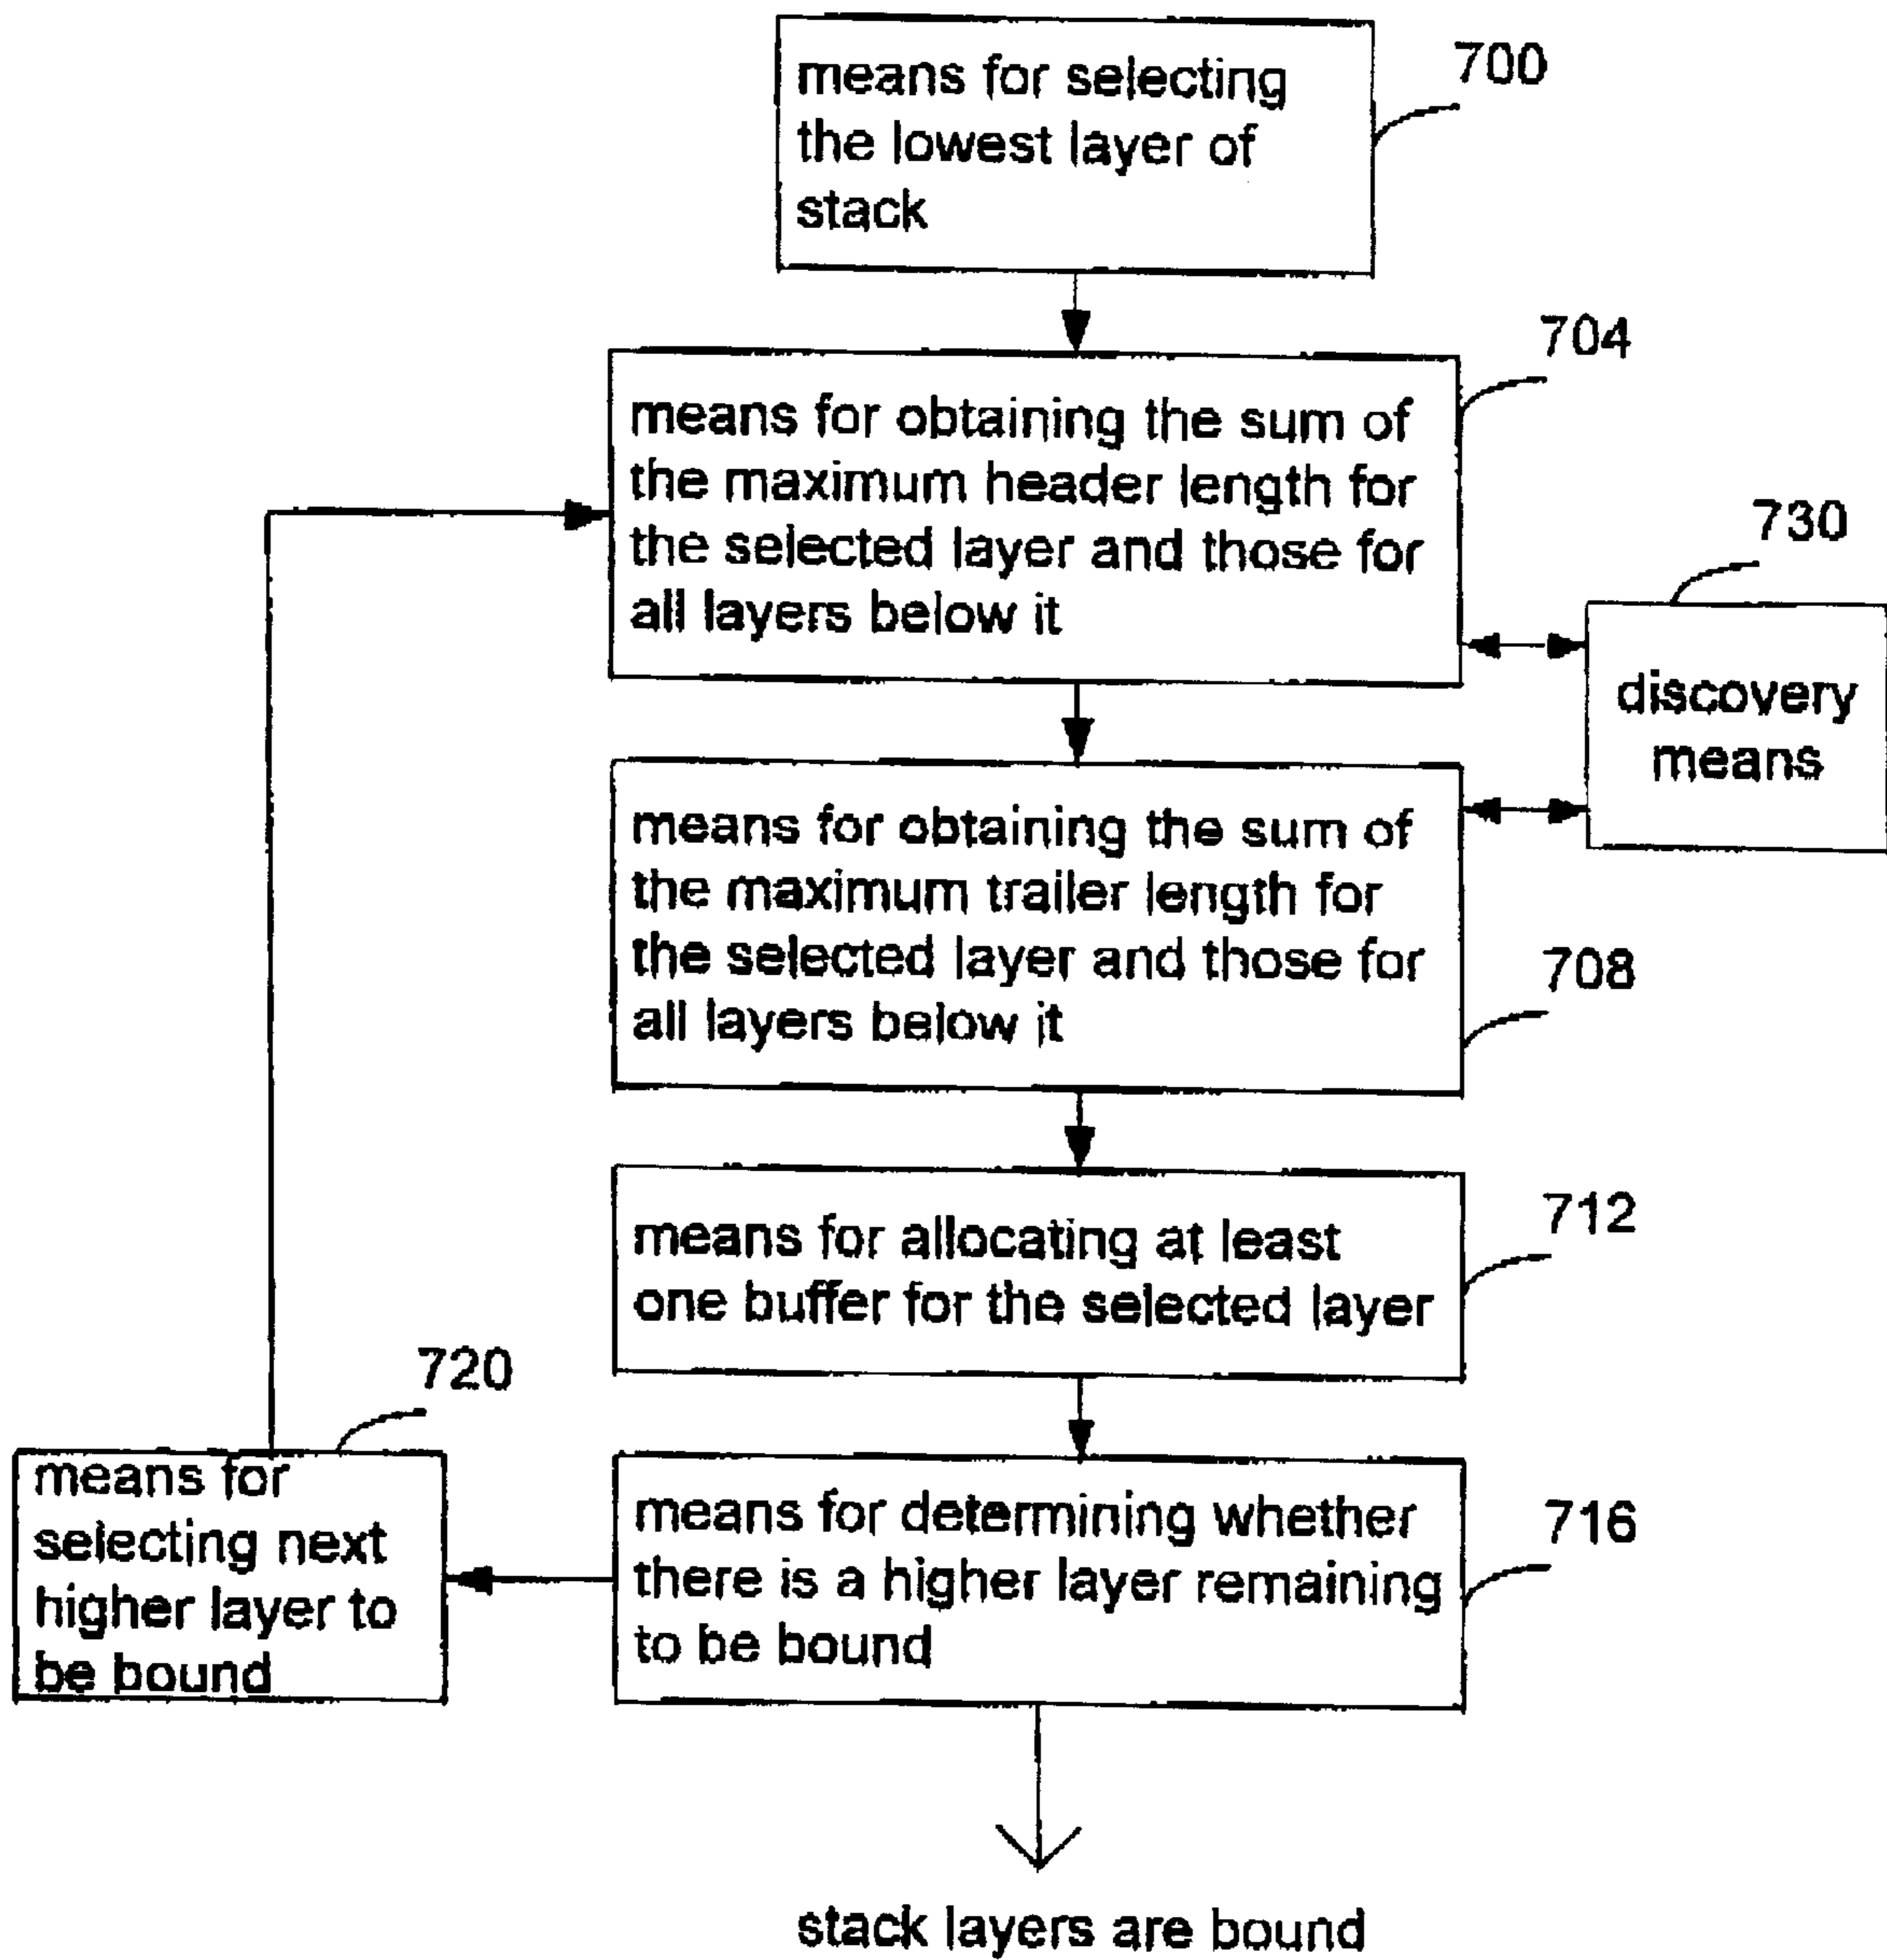 means for selecting
the lowest layer of
stack
700
704
means for obtaining the sum of
the maximum header length for
the selected layer and those for
all layers below it
730
discovery
means
means for obtaining the sum of
the maximum trailer length for
the selected layer and those for
all layers below it
708
means for allocating at least
one buffer for the selected layer
712
720
means for
selecting next
higher layer to
be bound
means for determining whether
there is a higher layer remaining
to be bound
716
stack layers are bound